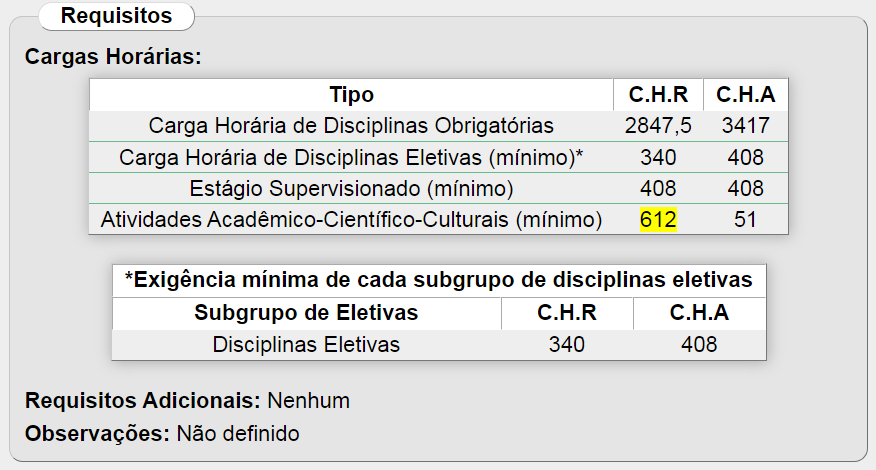 Requisitos
Cargas Horárias:
Tipo C.H.R C.H.A
Carga Horária de Disciplinas Obrigatórias 2847,5 3417
Carga Horária de Disciplinas Eletivas (mínimo)* 340 408
Estágio Supervisionado (mínimo) 408 408
Atividades Acadêmico-Científico-Culturais (mínimo) 612 51
*Exigência mínima de cada subgrupo de disciplinas eletivas
Subgrupo de Eletivas C.H.R C.H.A
Disciplinas Eletivas 340 408
Requisitos Adicionais: Nenhum
Observações: Não definido